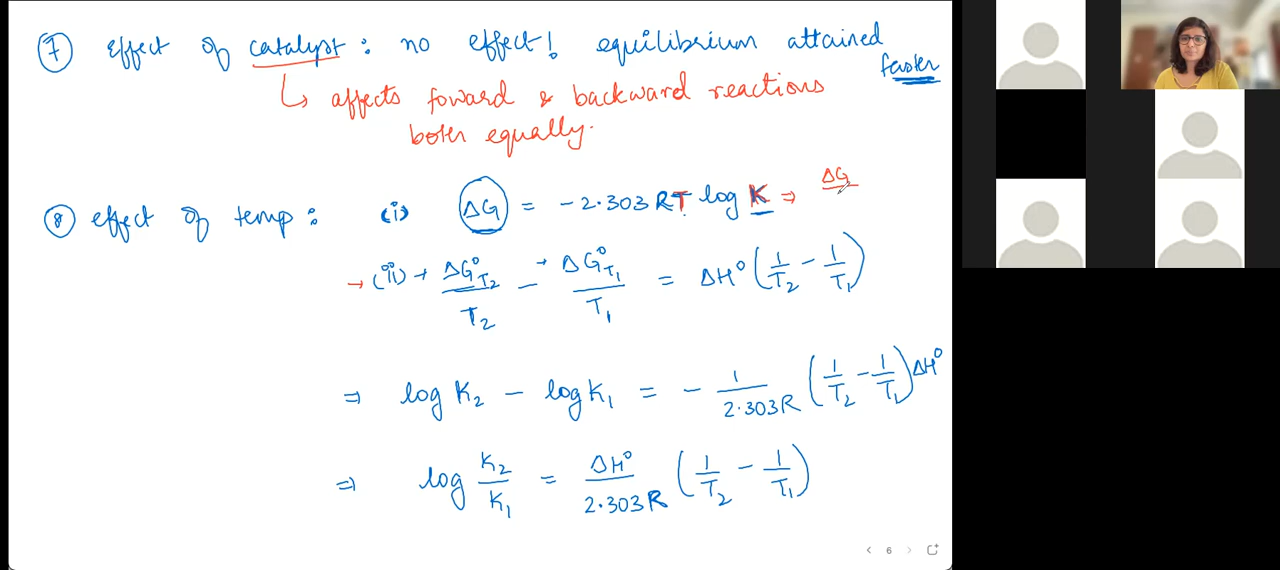 ⑦ Effect of catalyst : no effect! equilibrium attained faster
↳ affects foward & backward reactions
both equally.
⑧ effect of temp : (i) ΔG = -2.303 RT log K ⇒ ΔG
→ (ii) → ΔG°T₂/T₂ - ΔG°T₁/T₁ = ΔH° (1/T₂ - 1/T₁)
⇒ log K₂ - log K₁ = - 1/2.303R (1/T₂ - 1/T₁) ΔH°
⇒ log K₂/K₁ = ΔH°/2.303R (1/T₂ - 1/T₁)
< 6 >